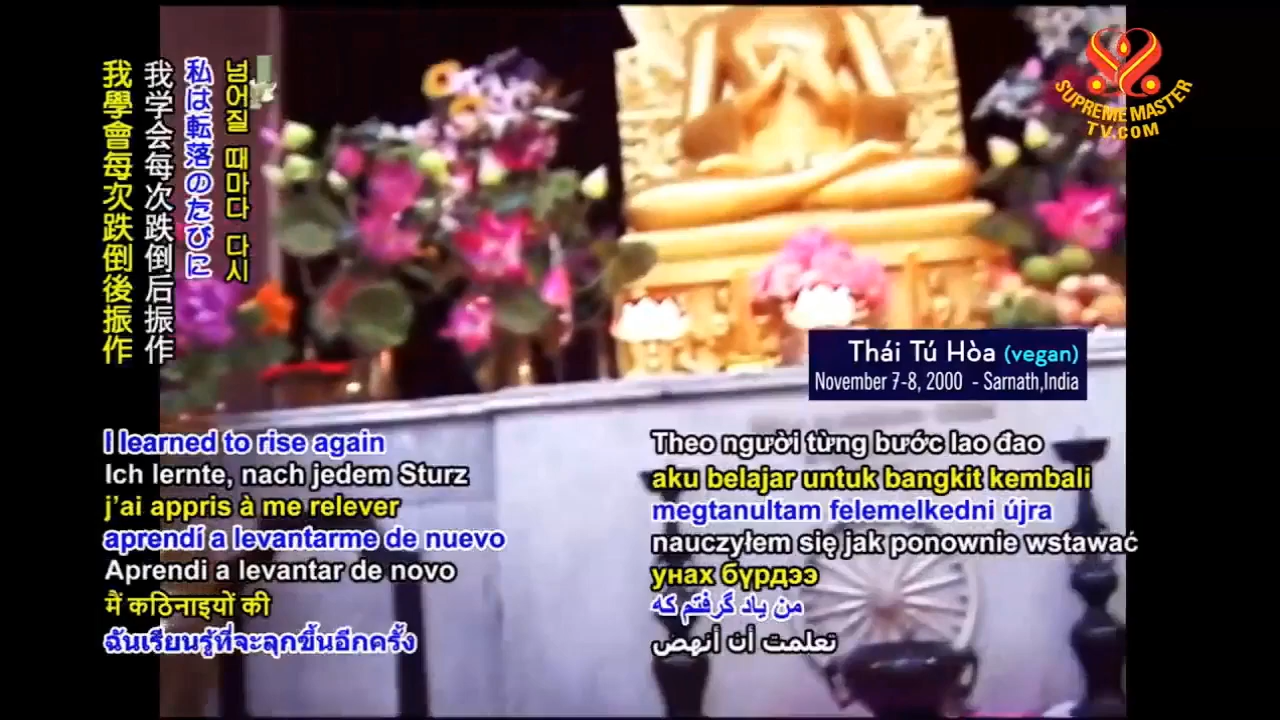 我學會每次跌倒後振作
我学会每次跌倒后振作
私は転落のたびに
넘어질 때마다 다시
SUPREME MASTER
TV.COM
Thái Tú Hòa (vegan)
November 7-8, 2000 - Sarnath,India
I learned to rise again
Ich lernte, nach jedem Sturz
j'ai appris à me relever
aprendí a levantarme de nuevo
Aprendi a levantar de novo
मैं कठिनाइयों की
ฉันเรียนรู้ที่จะลุกขึ้นอีกครั้ง
Theo người từng bước lao đao
aku belajar untuk bangkit kembali
megtanultam felemelkedni újra
nauczyłem się jak ponownie wstawać
унах бүрдээ
من یاد گرفتم که
تعلمت أن أنهض